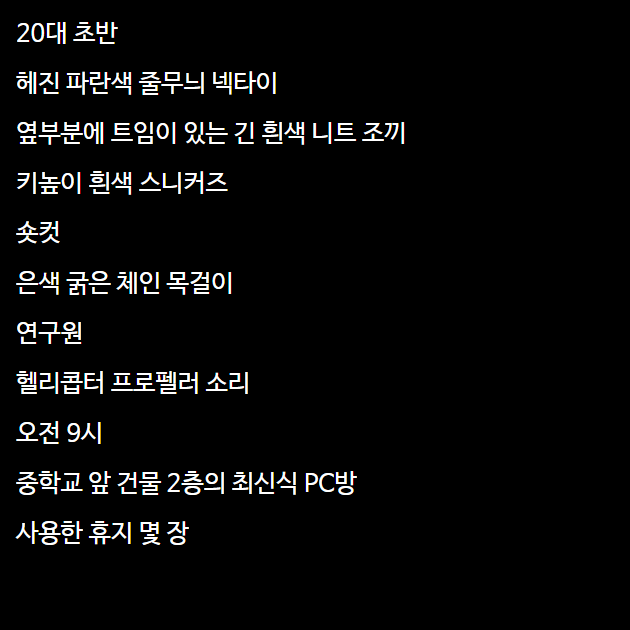 20대 초반
헤진 파란색 줄무늬 넥타이
옆부분에 트임이 있는 긴 흰색 니트 조끼
키높이 흰색 스니커즈
숏컷
은색 굵은 체인 목걸이
연구원
헬리콥터 프로펠러 소리
오전 9시
중학교 앞 건물 2층의 최신식 PC방
사용한 휴지 몇 장